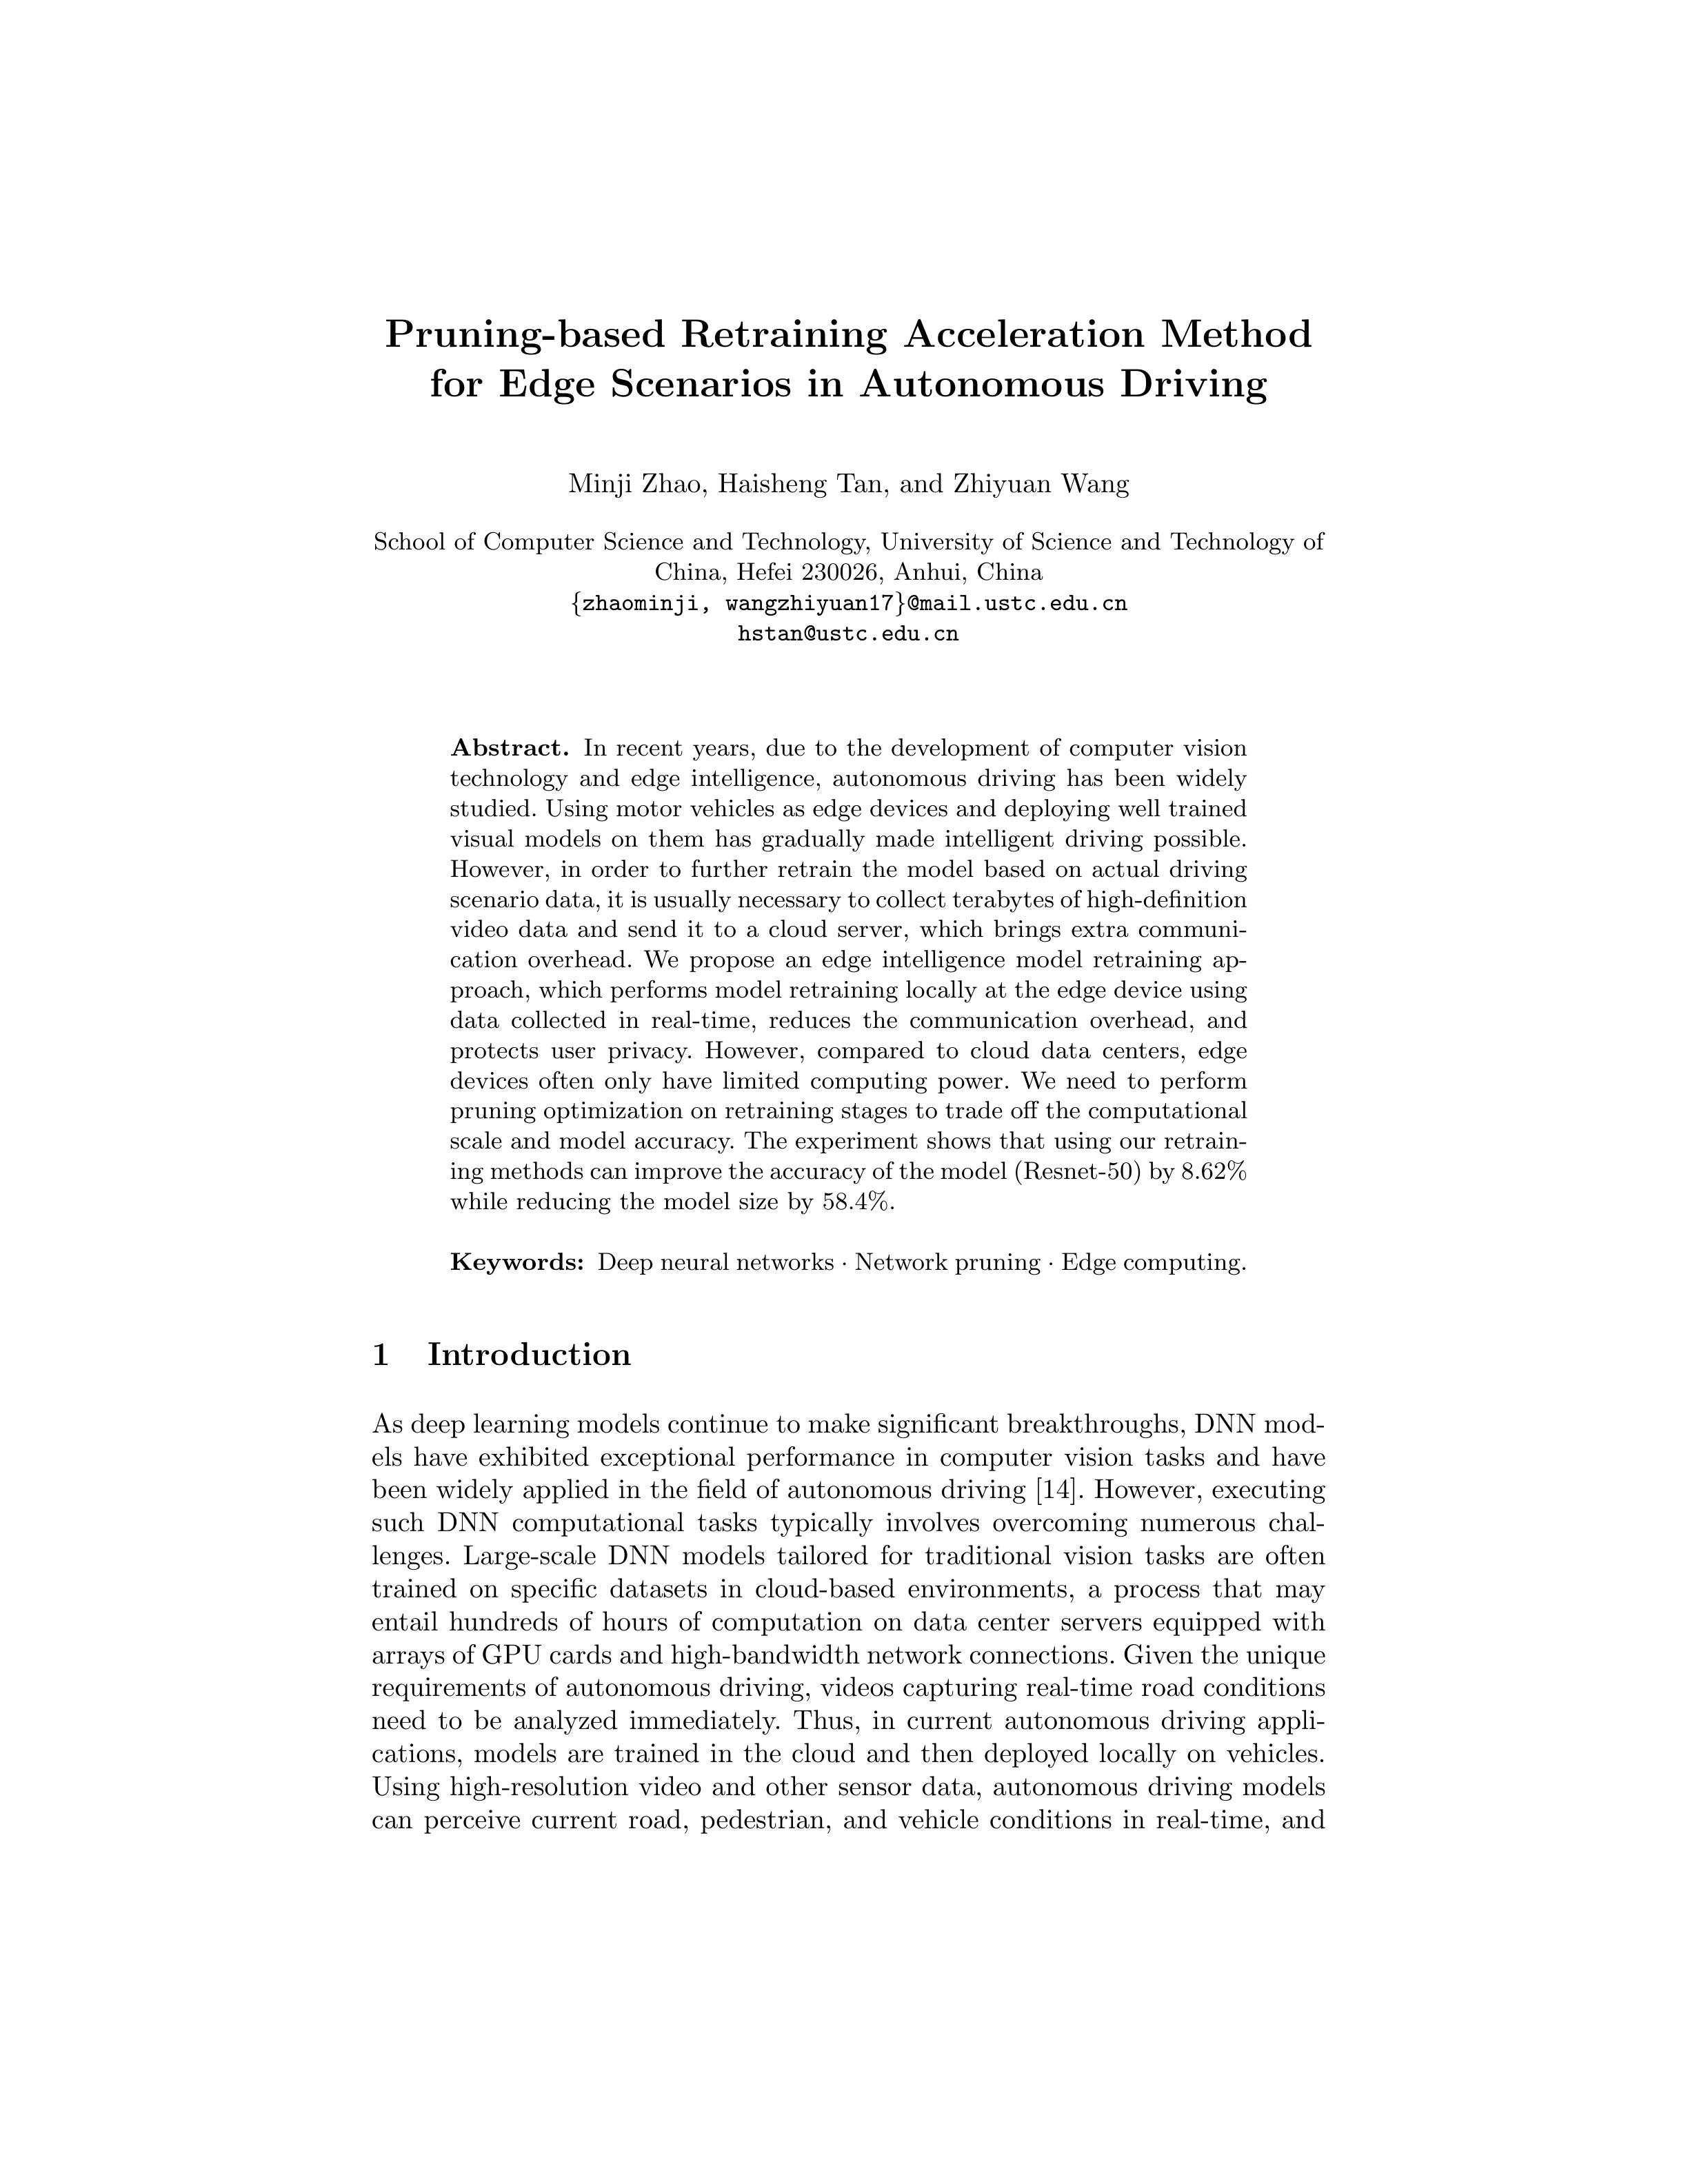 Pruning-based Retraining Acceleration Method
for Edge Scenarios in Autonomous Driving
Minji Zhao, Haisheng Tan, and Zhiyuan Wang
School of Computer Science and Technology, University of Science and Technology of
China, Hefei 230026, Anhui, China
{zhaominji, wangzhiyuan17}@mail.ustc.edu.cn
hstan@ustc.edu.cn
Abstract. In recent years, due to the development of computer vision
technology and edge intelligence, autonomous driving has been widely
studied. Using motor vehicles as edge devices and deploying well trained
visual models on them has gradually made intelligent driving possible.
However, in order to further retrain the model based on actual driving
scenario data, it is usually necessary to collect terabytes of high-definition
video data and send it to a cloud server, which brings extra communi-
cation overhead. We propose an edge intelligence model retraining ap-
proach, which performs model retraining locally at the edge device using
data collected in real-time, reduces the communication overhead, and
protects user privacy. However, compared to cloud data centers, edge
devices often only have limited computing power. We need to perform
pruning optimization on retraining stages to trade off the computational
scale and model accuracy. The experiment shows that using our retrain-
ing methods can improve the accuracy of the model (Resnet-50) by 8.62%
while reducing the model size by 58.4%.
Keywords: Deep neural networks · Network pruning · Edge computing.
1 Introduction
As deep learning models continue to make significant breakthroughs, DNN mod-
els have exhibited exceptional performance in computer vision tasks and have
been widely applied in the field of autonomous driving [14]. However, executing
such DNN computational tasks typically involves overcoming numerous chal-
lenges. Large-scale DNN models tailored for traditional vision tasks are often
trained on specific datasets in cloud-based environments, a process that may
entail hundreds of hours of computation on data center servers equipped with
arrays of GPU cards and high-bandwidth network connections. Given the unique
requirements of autonomous driving, videos capturing real-time road conditions
need to be analyzed immediately. Thus, in current autonomous driving appli-
cations, models are trained in the cloud and then deployed locally on vehicles.
Using high-resolution video and other sensor data, autonomous driving models
can perceive current road, pedestrian, and vehicle conditions in real-time, and